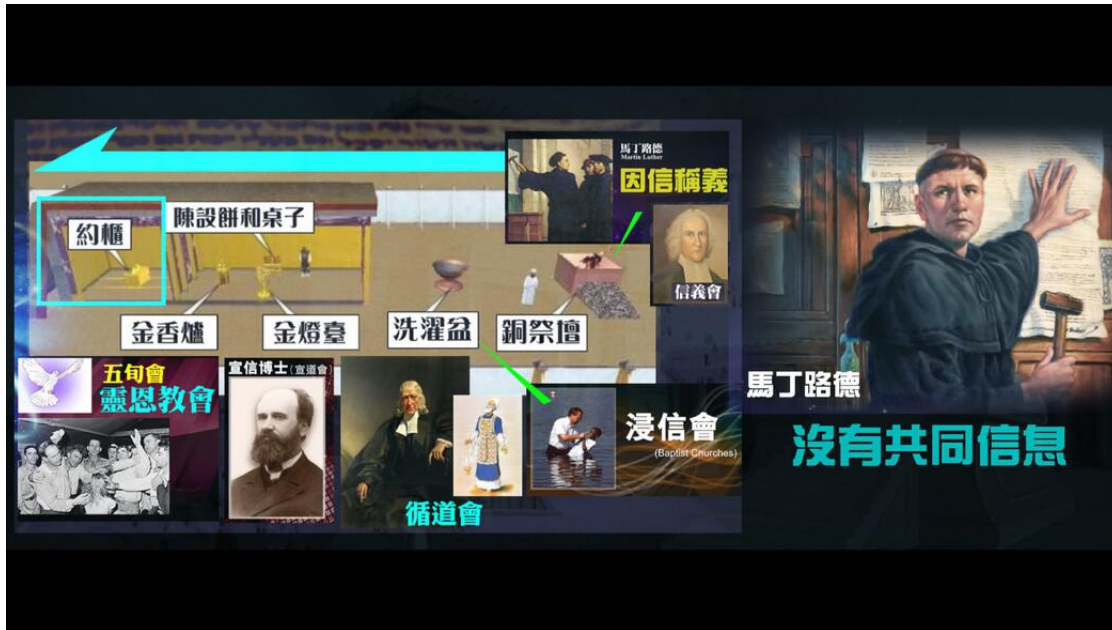 馬丁路德
Martin Luther
因信稱義
信義會
陳設餅和桌子
約櫃
金香爐
金燈臺
洗濯盆
銅祭壇
五旬會
靈恩教會
宣信博士(宣道會)
循道會
浸信會
(Baptist Churches)
馬丁路德
沒有共同信息